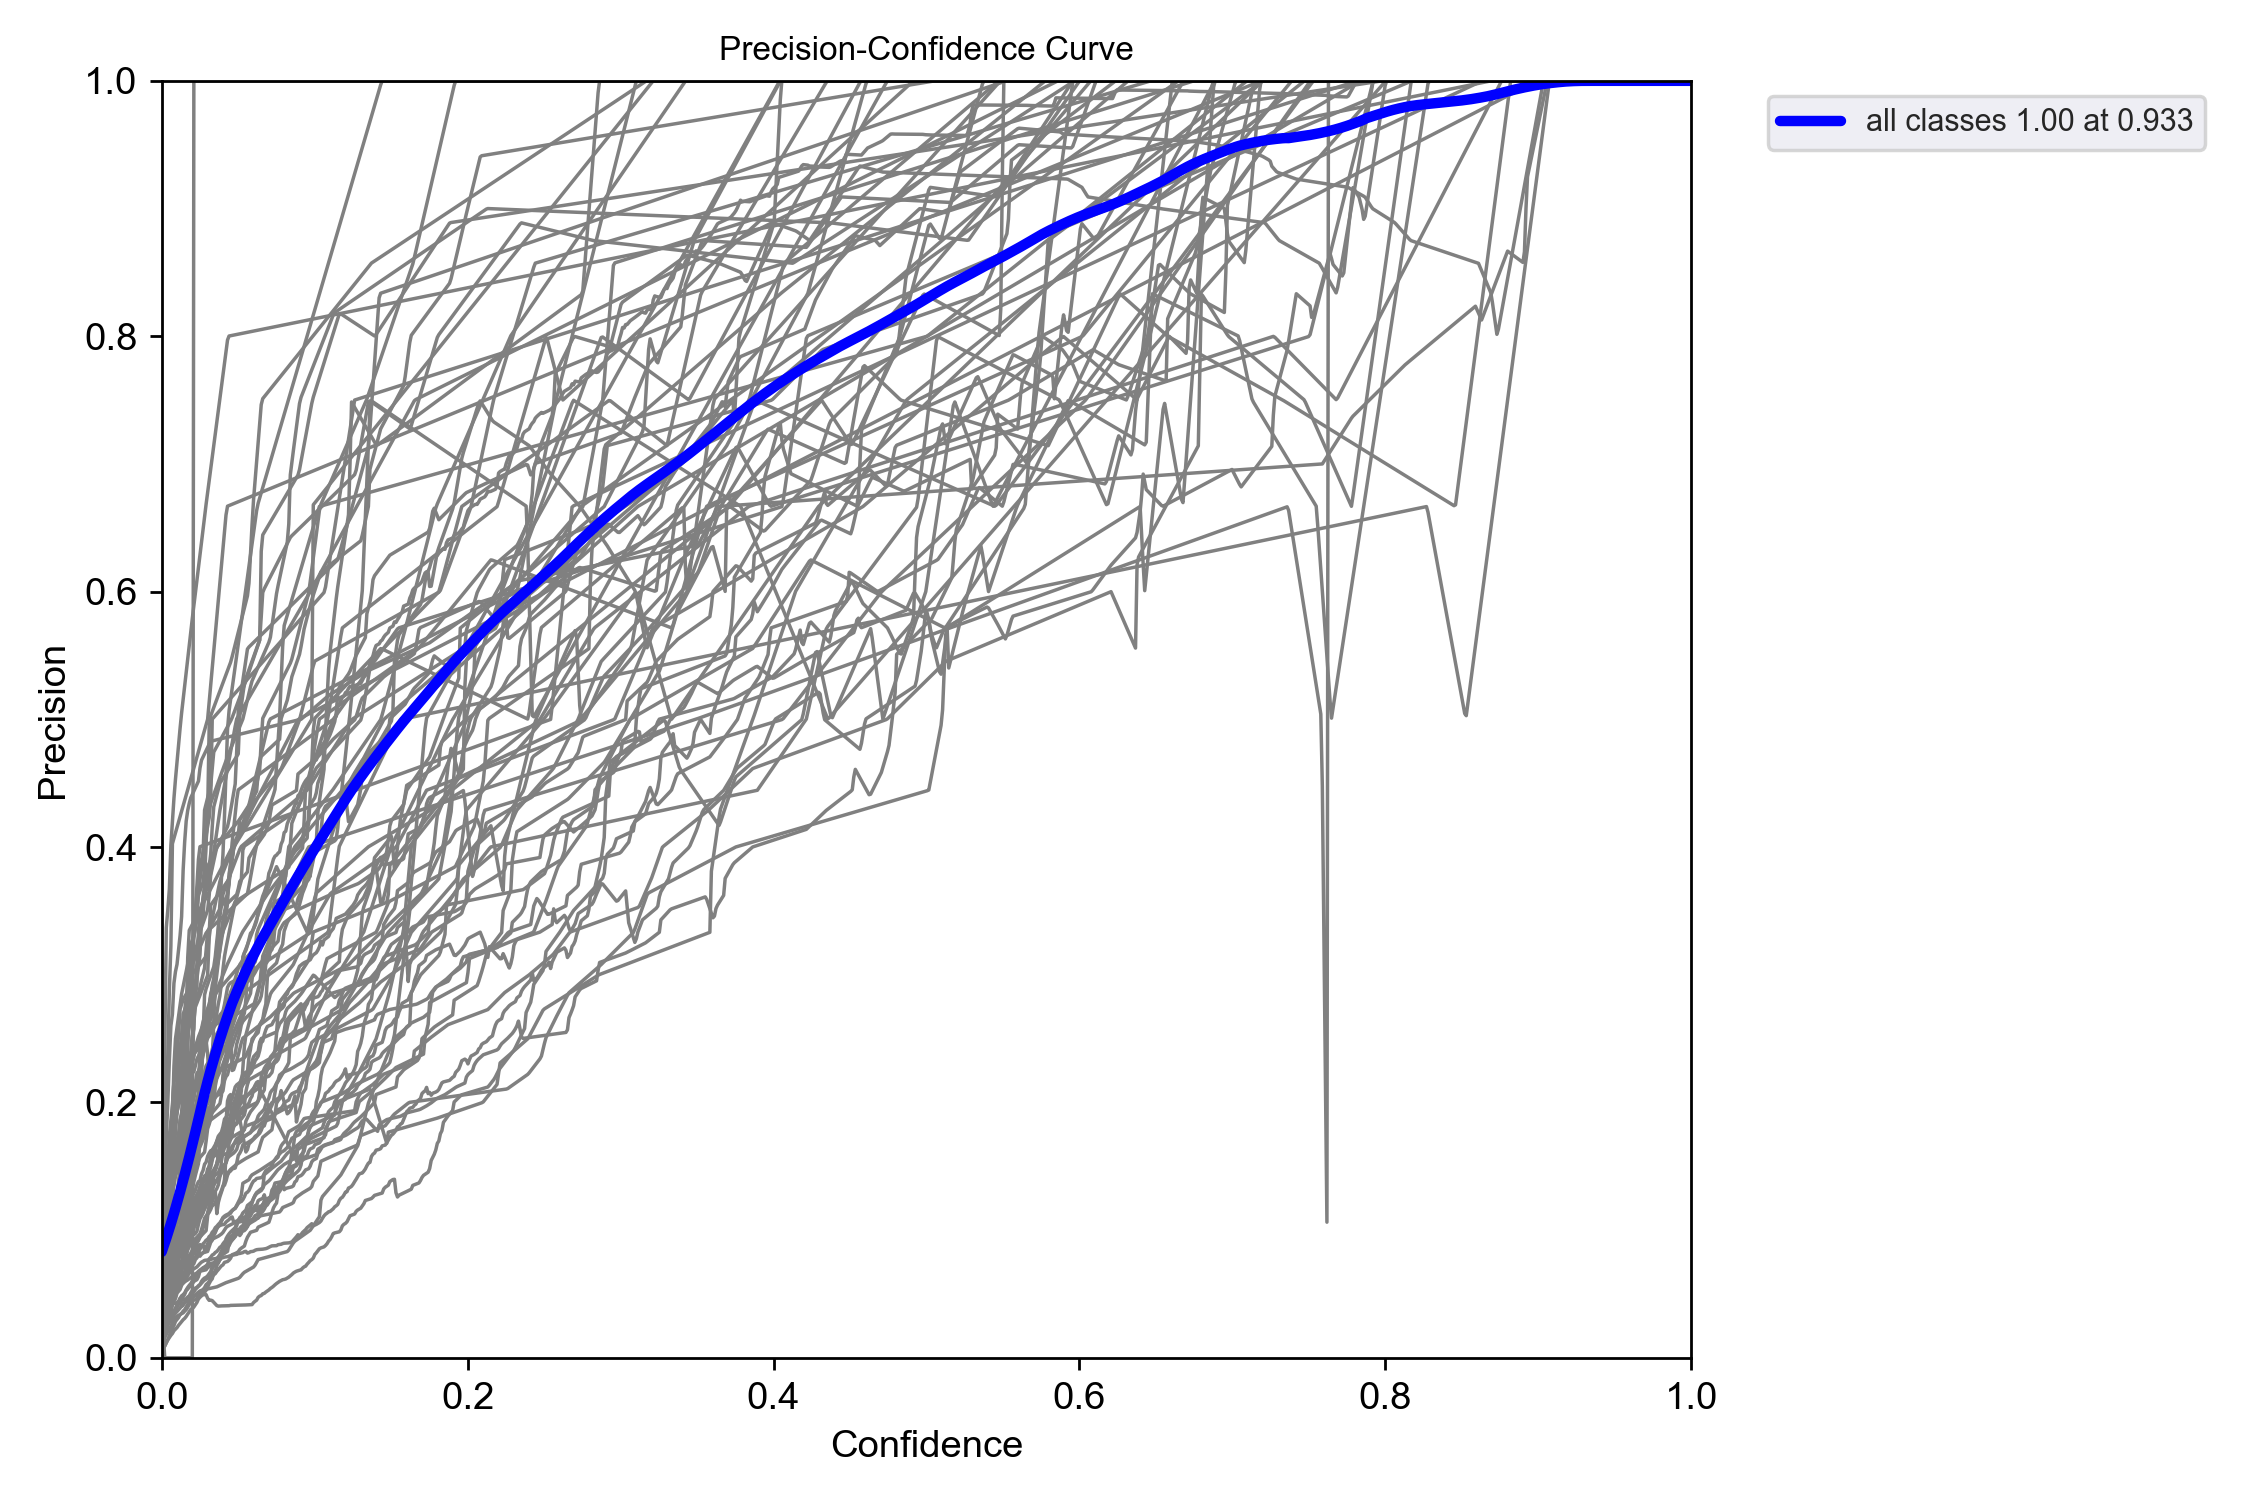 Precision-Confidence Curve
all classes 1.00 at 0.933
1.0
0.8
0.6
0.4
0.2
0.0
Precision
0.0 0.2 0.4 0.6 0.8 1.0
Confidence